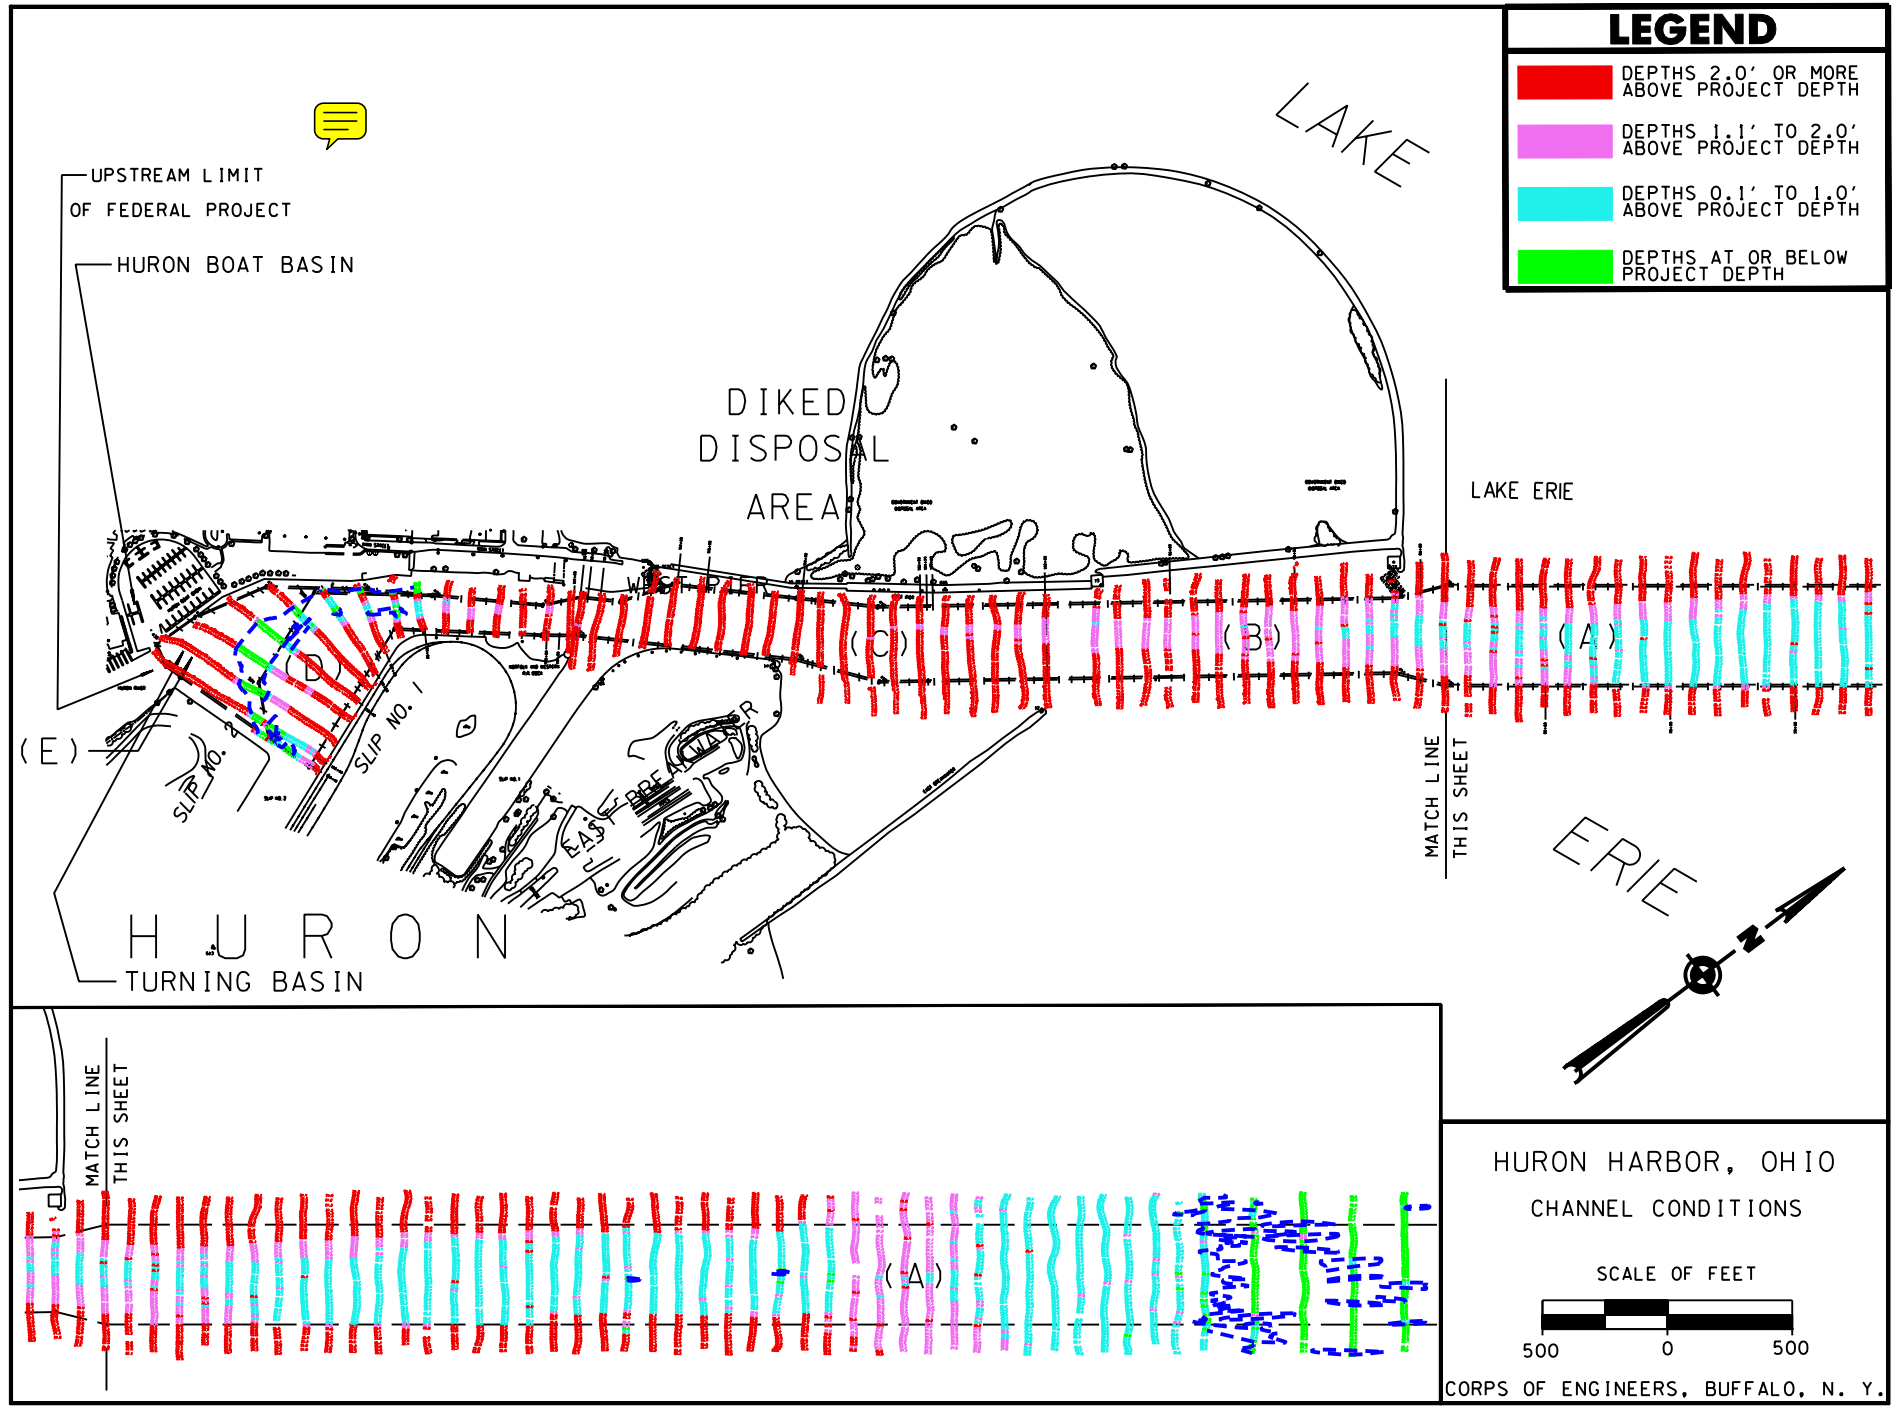 LEGEND
DEPTHS 2.0' OR MORE
ABOVE PROJECT DEPTH
DEPTHS 1.1' TO 2.0'
ABOVE PROJECT DEPTH
DEPTHS 0.1' TO 1.0'
ABOVE PROJECT DEPTH
DEPTHS AT OR BELOW
PROJECT DEPTH
LAKE
UPSTREAM LIMIT
OF FEDERAL PROJECT
HURON BOAT BASIN
DIKED
DISPOSAL
AREA
LAKE ERIE
WEST PIER
(C)
(B)
(A)
(D)
(E)
SLIP NO. 1
SLIP NO. 2
EAST BREAKWATER
MATCH LINE
THIS SHEET
ERIE
N
HURON
TURNING BASIN
MATCH LINE
THIS SHEET
(A)
HURON HARBOR, OHIO
CHANNEL CONDITIONS
SCALE OF FEET
500 0 500
CORPS OF ENGINEERS, BUFFALO, N. Y.